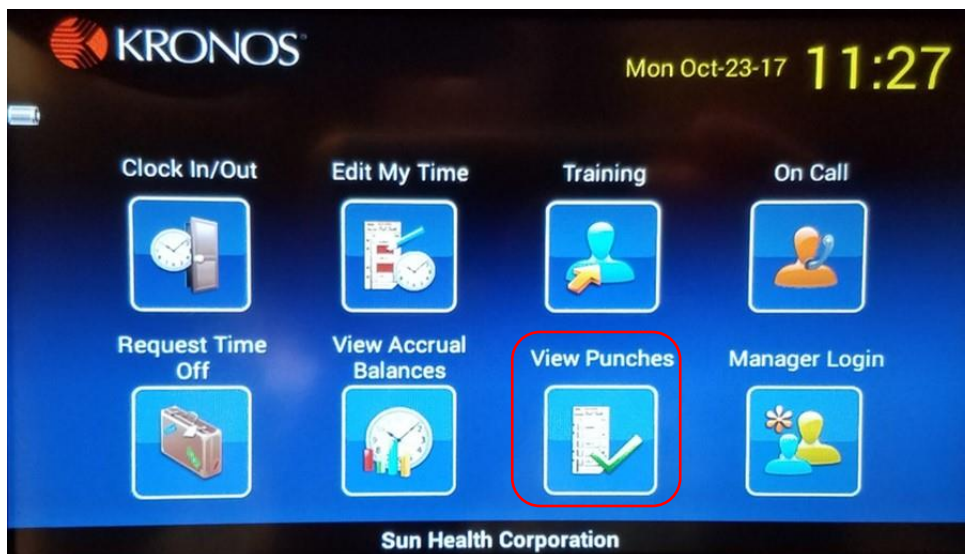 KRONOS
Mon Oct-23-17 11:27
Clock In/Out
Edit My Time
Training
On Call
Request Time
Off
View Accrual
Balances
View Punches
Manager Login
Sun Health Corporation